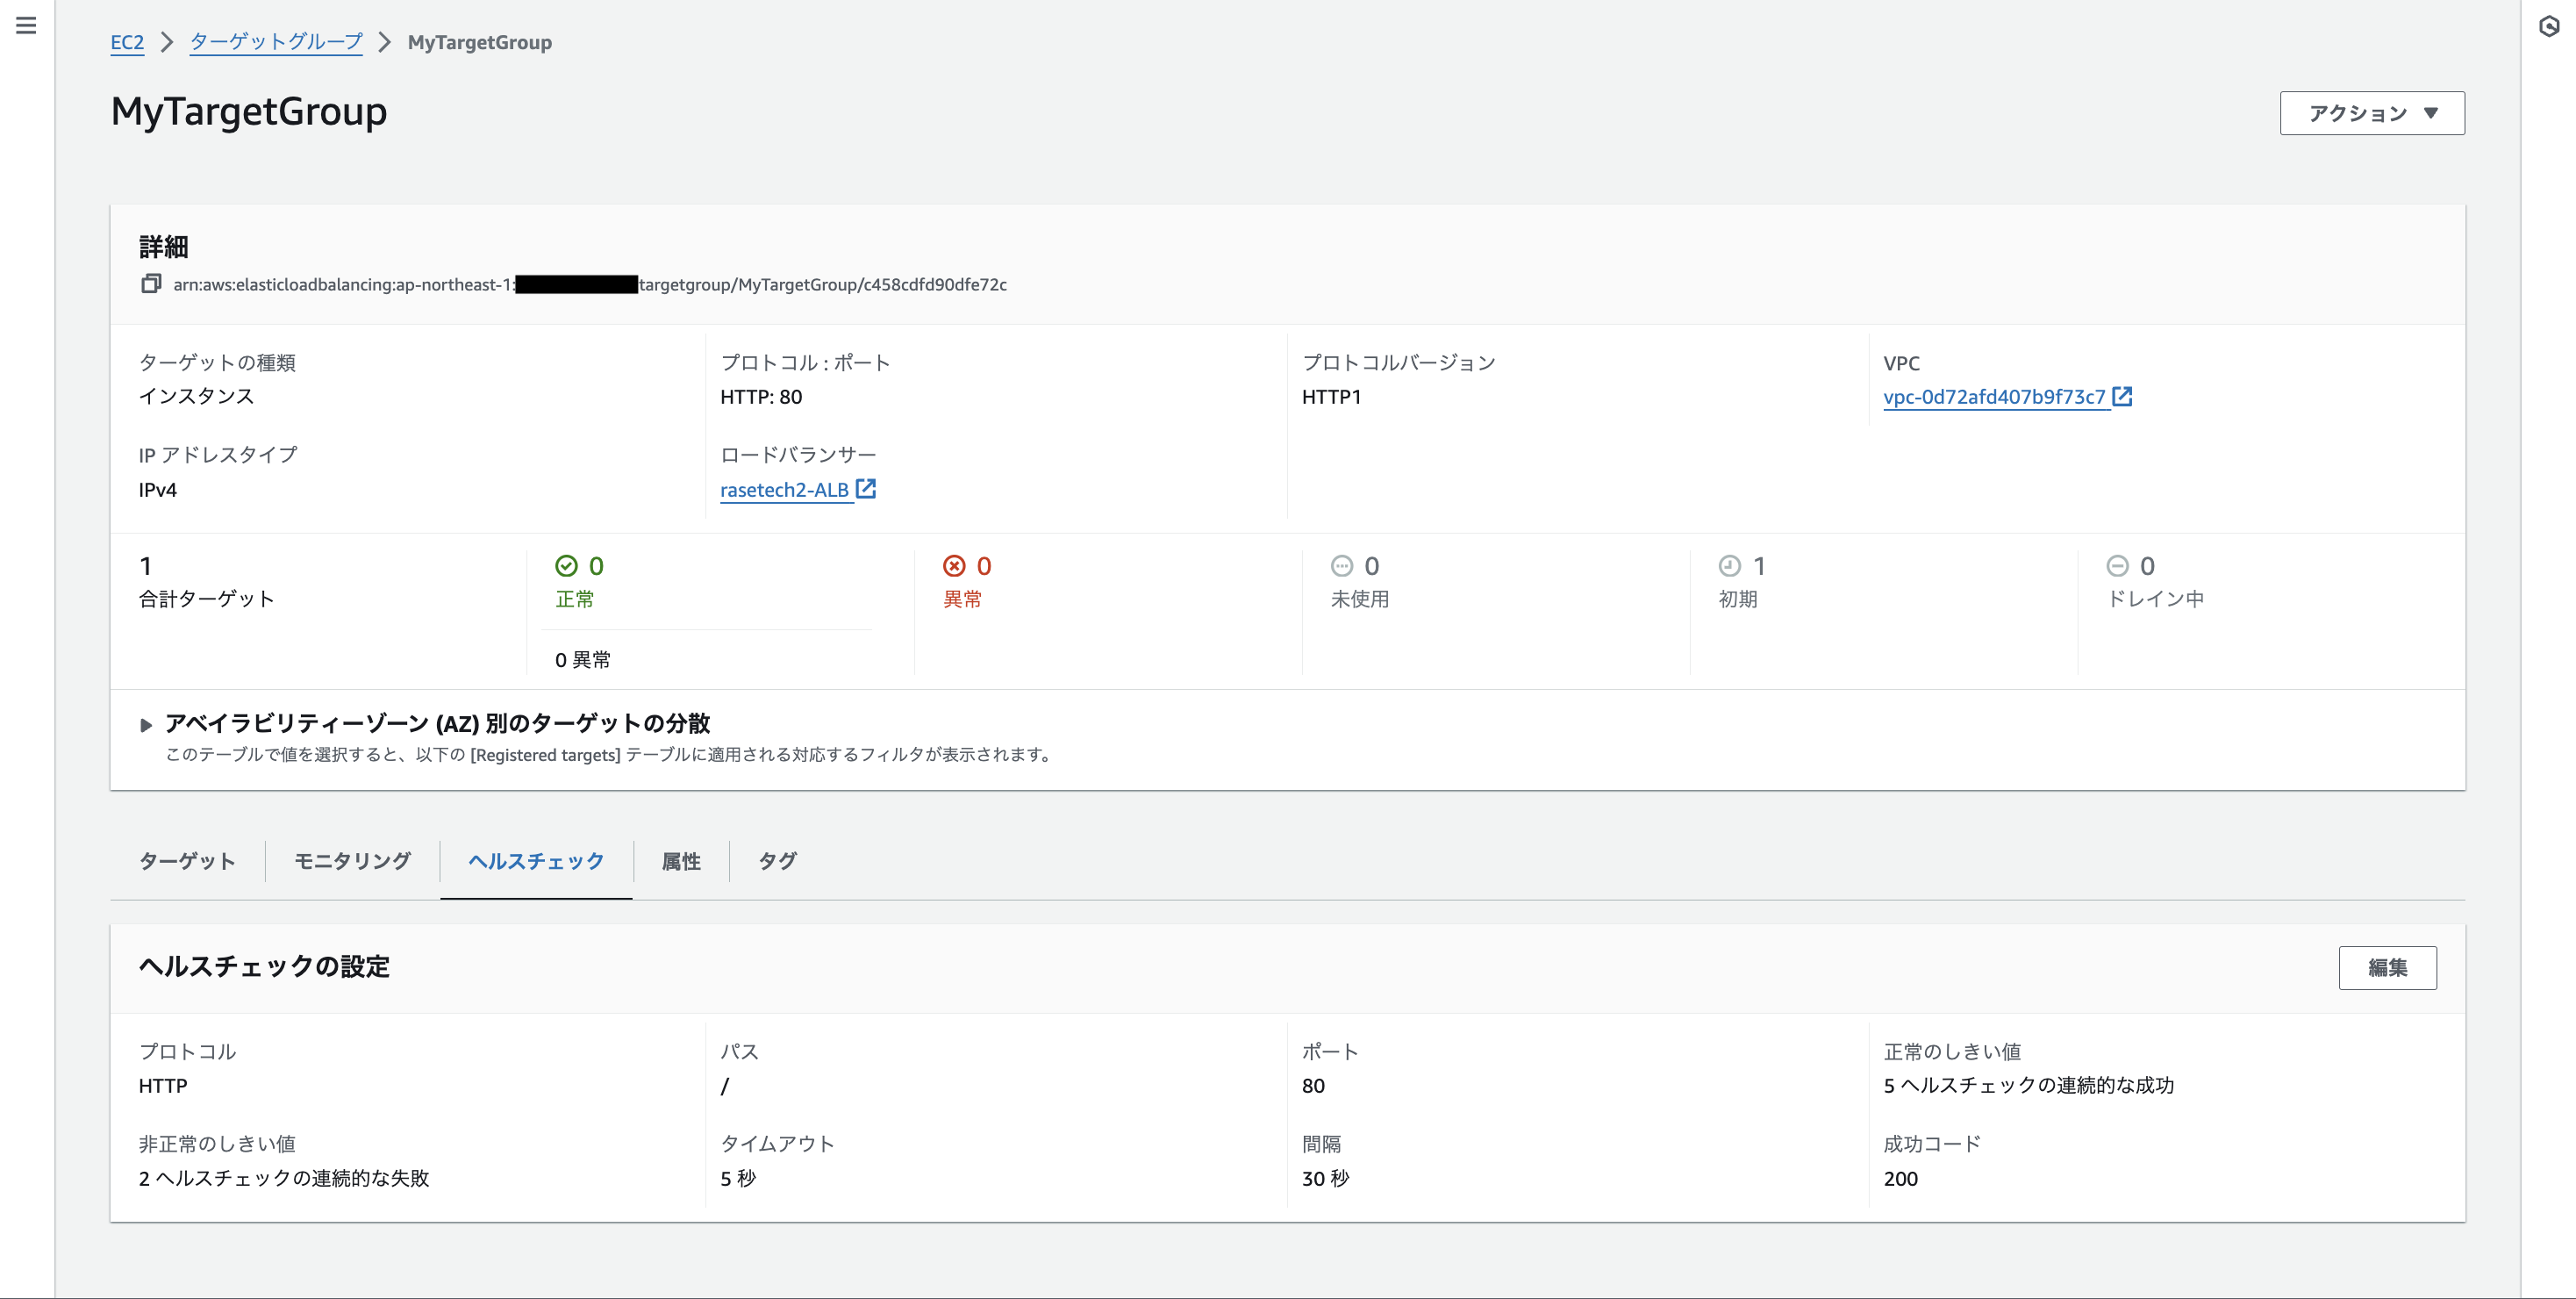 EC2 > ターゲットグループ > MyTargetGroup
MyTargetGroup
アクション ▼
詳細
arn:aws:elasticloadbalancing:ap-northeast-1:targetgroup/MyTargetGroup/c458cdfd90dfe72c
ターゲットの種類
インスタンス
プロトコル : ポート
HTTP: 80
プロトコルバージョン
HTTP1
VPC
vpc-0d72afd407b9f73c7
IP アドレスタイプ
IPv4
ロードバランサー
rasetech2-ALB
1
合計ターゲット
0
正常
0 異常
0
異常
0
未使用
1
初期
0
ドレイン中
アベイラビリティーゾーン (AZ) 別のターゲットの分散
このテーブルで値を選択すると、以下の [Registered targets] テーブルに適用される対応するフィルタが表示されます。
ターゲット
モニタリング
ヘルスチェック
属性
タグ
ヘルスチェックの設定
編集
プロトコル
HTTP
パス
/
ポート
80
正常のしきい値
5 ヘルスチェックの連続的な成功
非正常のしきい値
2 ヘルスチェックの連続的な失敗
タイムアウト
5 秒
間隔
30 秒
成功コード
200